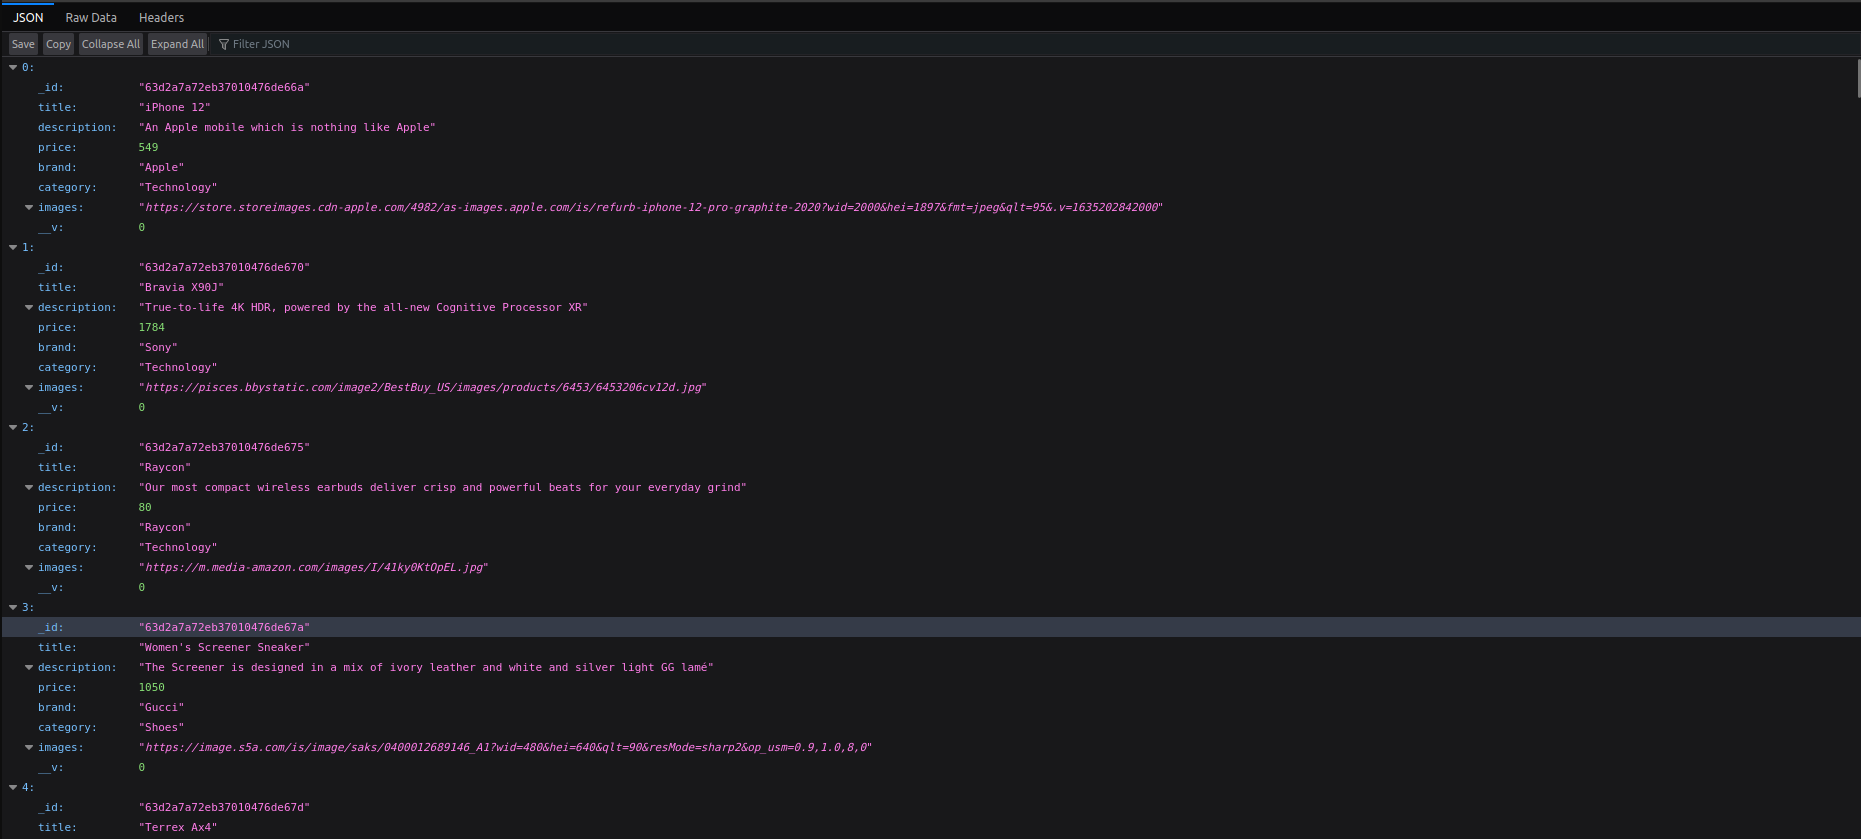 JSON Raw Data Headers
Save Copy Collapse All Expand All Filter JSON
0:
_id: "63d2a7a72eb37010476de66a"
title: "iPhone 12"
description: "An Apple mobile which is nothing like Apple"
price: 549
brand: "Apple"
category: "Technology"
images: "https://store.storeimages.cdn-apple.com/4982/as-images.apple.com/is/refurb-iphone-12-pro-graphite-2020?wid=2000&hei=1897&fmt=jpeg&qlt=95&.v=1635202842000"
__v: 0
1:
_id: "63d2a7a72eb37010476de670"
title: "Bravia X90J"
description: "True-to-life 4K HDR, powered by the all-new Cognitive Processor XR"
price: 1784
brand: "Sony"
category: "Technology"
images: "https://pisces.bbystatic.com/image2/BestBuy_US/images/products/6453/6453206cv12d.jpg"
__v: 0
2:
_id: "63d2a7a72eb37010476de675"
title: "Raycon"
description: "Our most compact wireless earbuds deliver crisp and powerful beats for your everyday grind"
price: 80
brand: "Raycon"
category: "Technology"
images: "https://m.media-amazon.com/images/I/41ky0KtOpEL.jpg"
__v: 0
3:
_id: "63d2a7a72eb37010476de67a"
title: "Women's Screener Sneaker"
description: "The Screener is designed in a mix of ivory leather and white and silver light GG lamé"
price: 1050
brand: "Gucci"
category: "Shoes"
images: "https://image.s5a.com/is/image/saks/0400012689146_A1?wid=480&hei=640&qlt=90&resMode=sharp2&op_usm=0.9,1.0,8,0"
__v: 0
4:
_id: "63d2a7a72eb37010476de67d"
title: "Terrex Ax4"